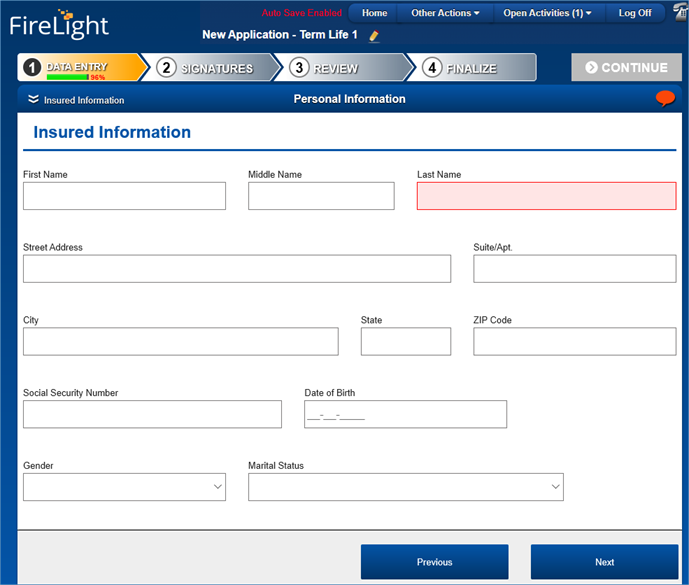 FireLight
Auto Save Enabled Home Other Actions Open Activities (1) Log Off
New Application - Term Life 1
1 DATA ENTRY 96% 2 SIGNATURES 3 REVIEW 4 FINALIZE CONTINUE
Insured Information Personal Information
Insured Information
First Name Middle Name Last Name
Street Address Suite/Apt.
City State ZIP Code
Social Security Number Date of Birth
__-__-____
Gender Marital Status
Previous Next